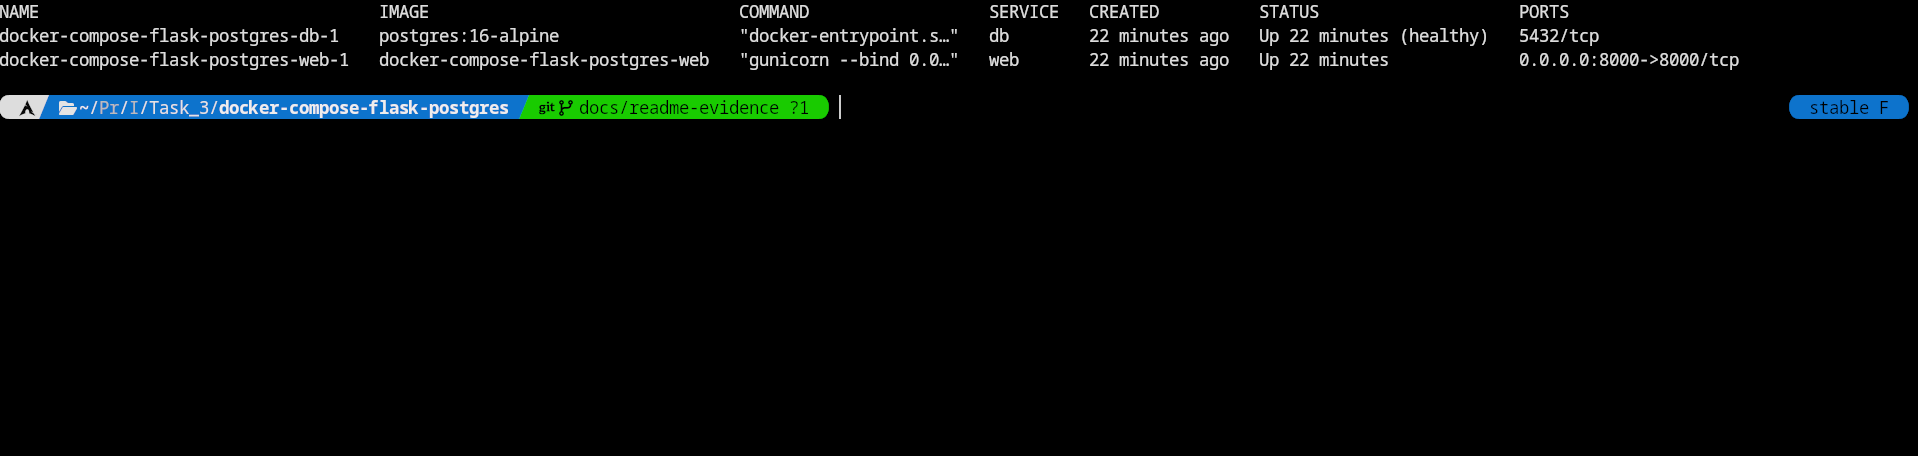 NAME IMAGE COMMAND SERVICE CREATED STATUS PORTS
docker-compose-flask-postgres-db-1 postgres:16-alpine "docker-entrypoint.s…" db 22 minutes ago Up 22 minutes (healthy) 5432/tcp
docker-compose-flask-postgres-web-1 docker-compose-flask-postgres-web "gunicorn --bind 0.0…" web 22 minutes ago Up 22 minutes 0.0.0.0:8000->8000/tcp
~/Pr/I/Task_3/docker-compose-flask-postgres git docs/readme-evidence ?1 stable F